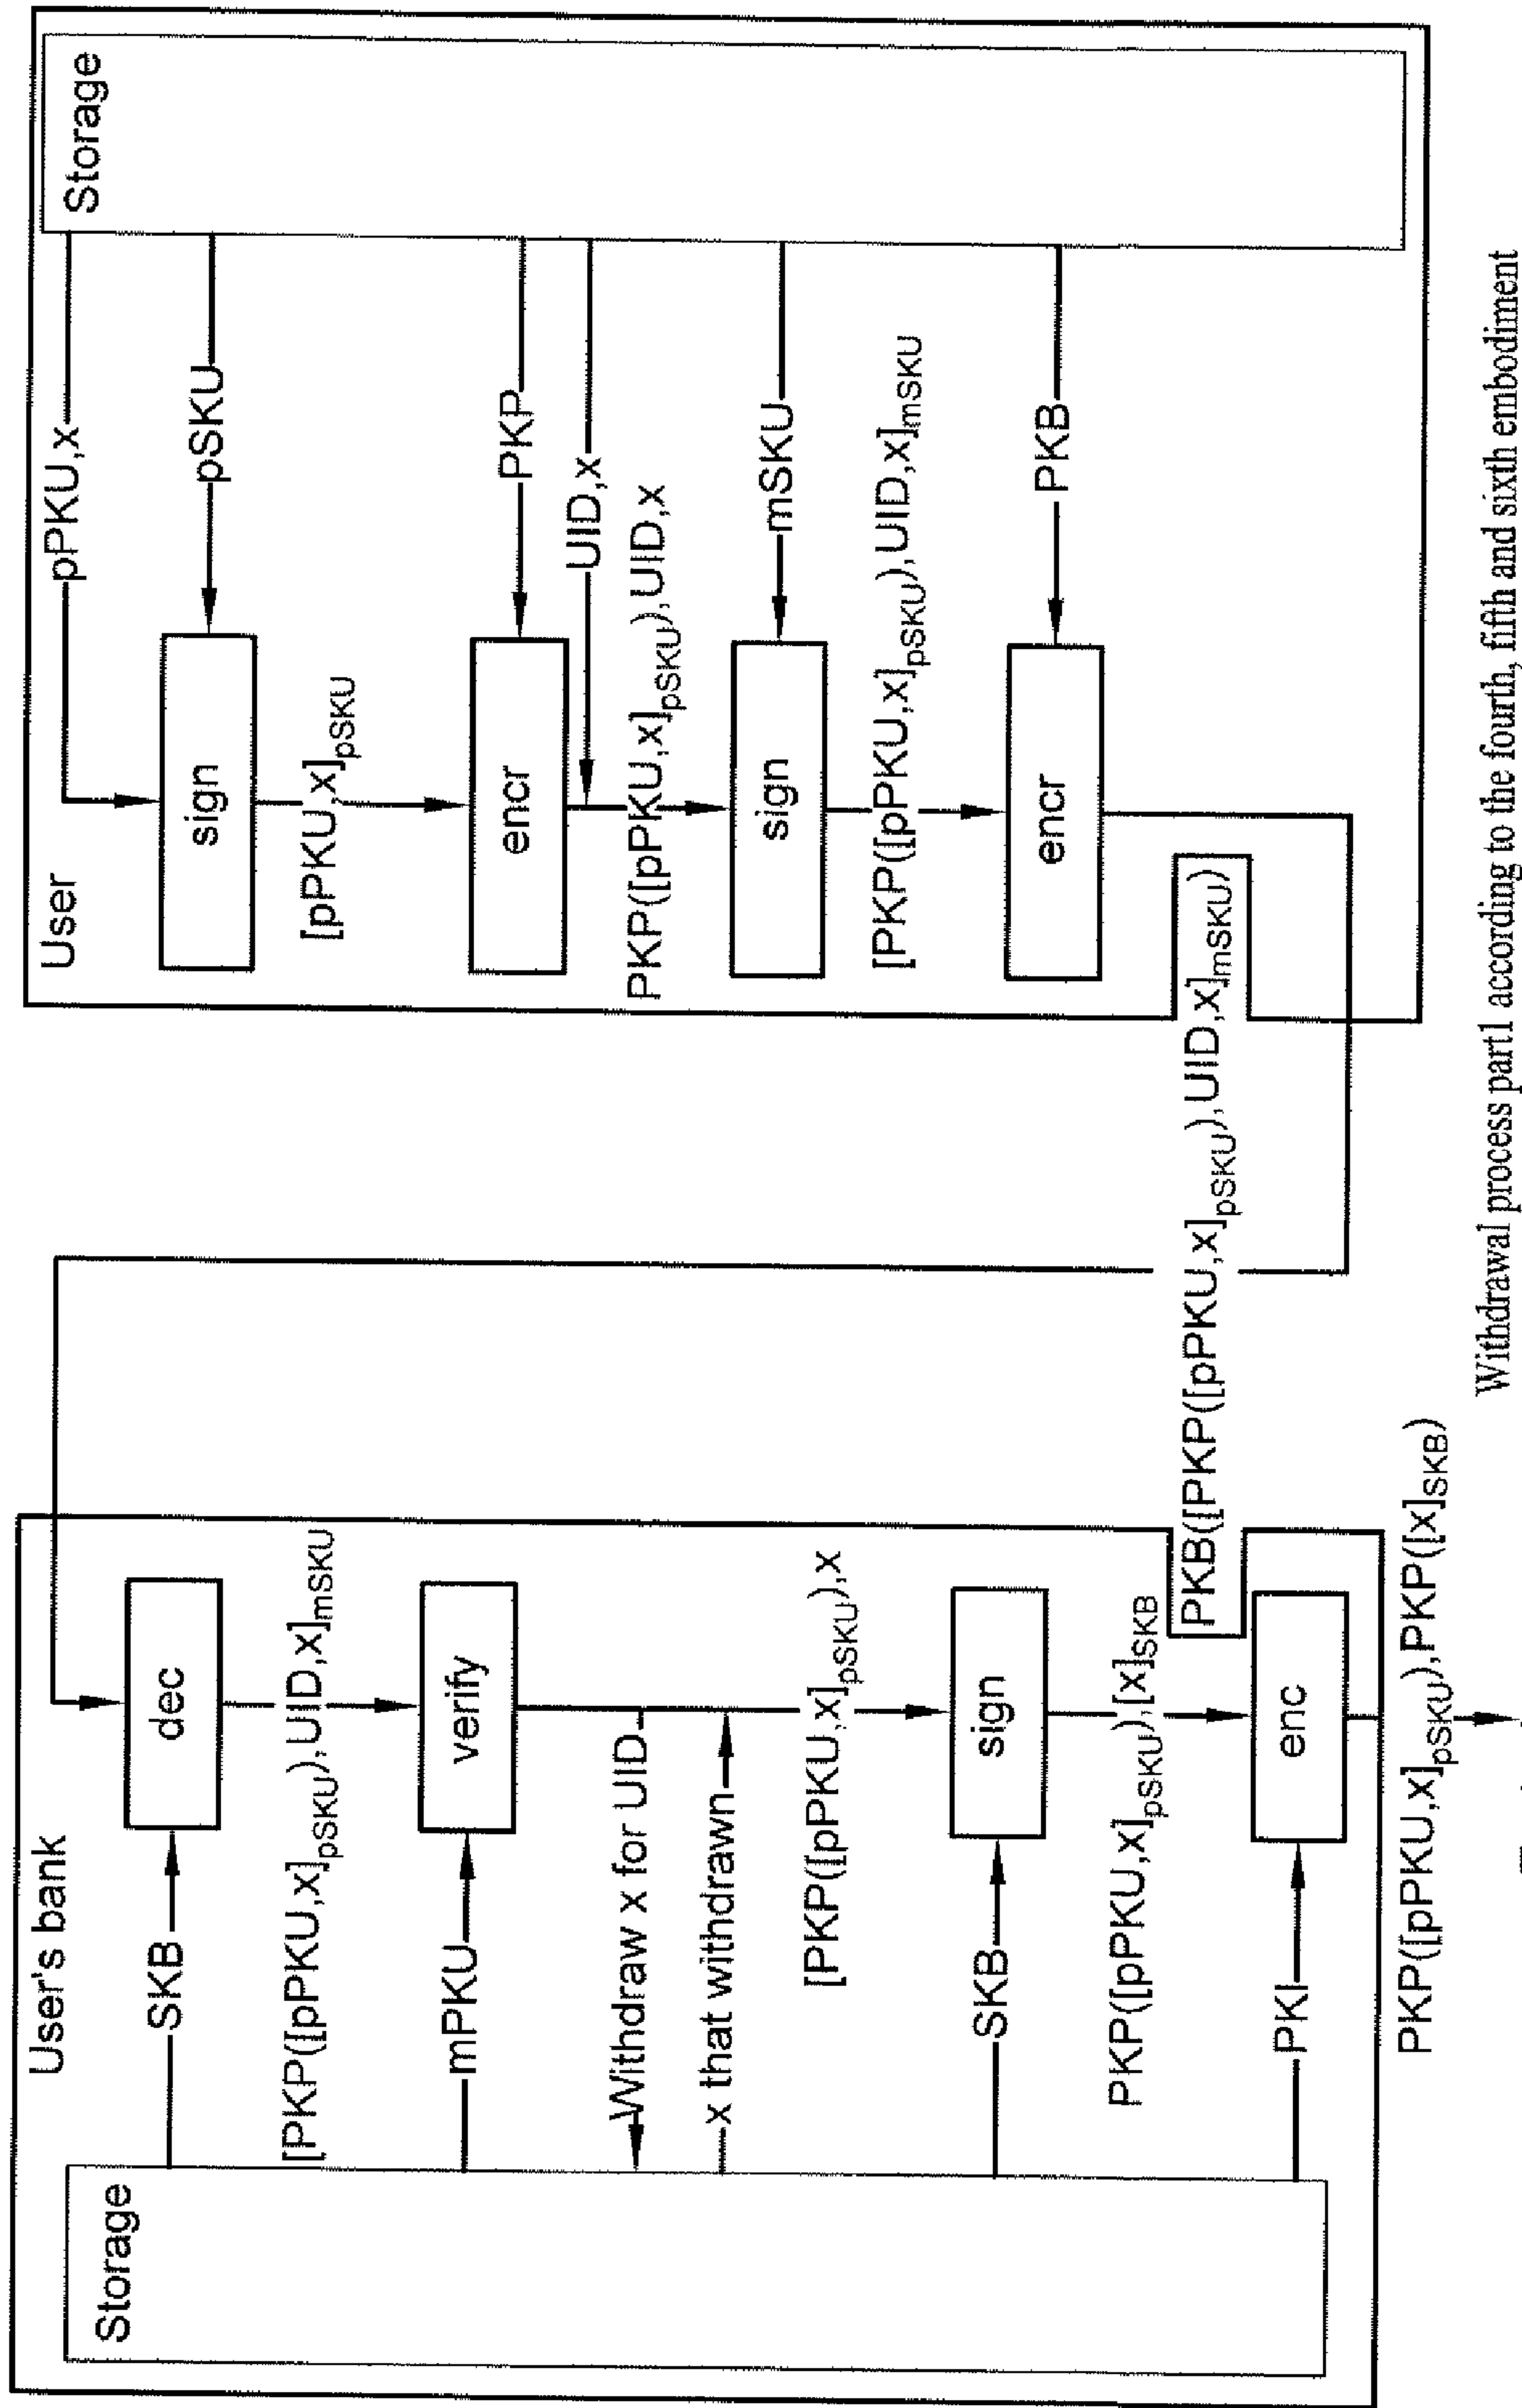 User's bank
Storage
SKB
dec
[PKP([pPKU,x]pSKU),UID,x]mSKU
mPKU
verify
Withdraw x for UID
x that withdrawn
[PKP([pPKU,x]pSKU),x
SKB
sign
PKP([pPKU,x]pSKU),[x]SKB
PKI
enc
PKP([pPKU,x]pSKU),PKP([x]SKB)
PKB([PKP([pPKU,x]pSKU),UID,x]mSKU)
User
Storage
pPKU,x
pSKU
sign
[pPKU,x]pSKU
PKP
encr
UID,x
PKP([pPKU,x]pSKU),UID,x
mSKU
sign
[PKP([pPKU,x]pSKU),UID,x]mSKU
PKB
encr
Withdrawal process part1 according to the fourth, fifth and sixth embodiment